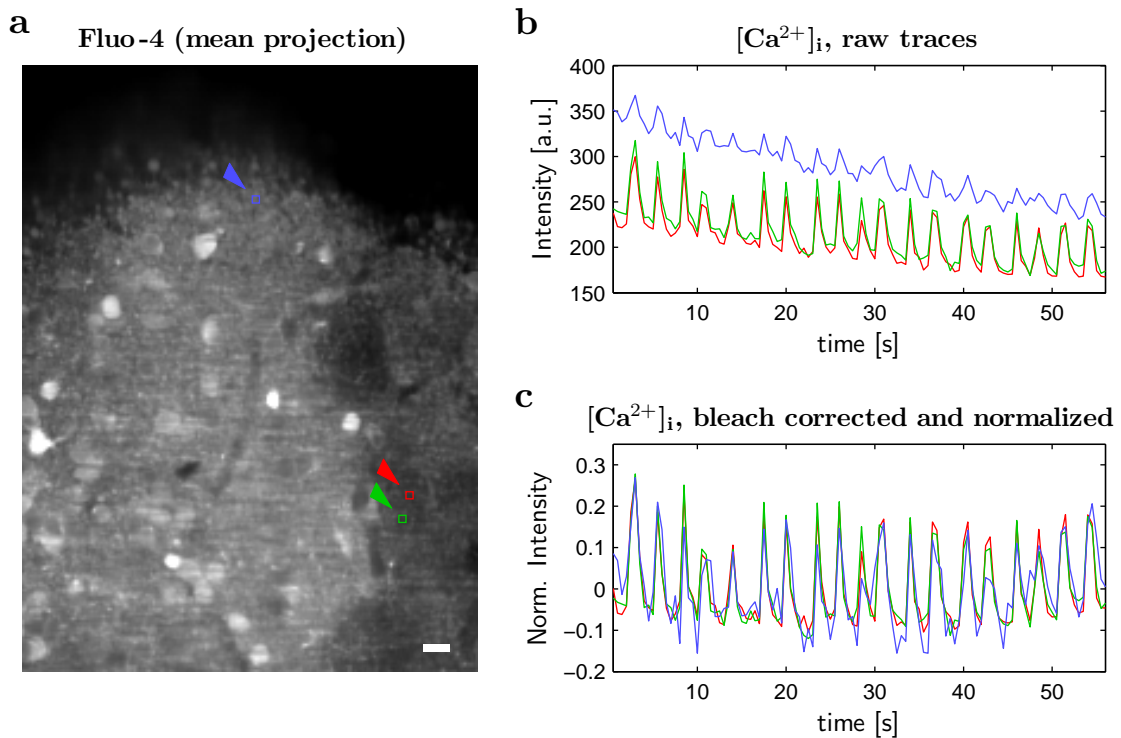 a
Fluo-4 (mean projection)
b
[Ca²⁺]ᵢ, raw traces
400
350
300
250
200
150
Intensity [a.u.]
10 20 30 40 50
time [s]
c
[Ca²⁺]ᵢ, bleach corrected and normalized
0.3
0.2
0.1
0
−0.1
−0.2
Norm. Intensity
10 20 30 40 50
time [s]